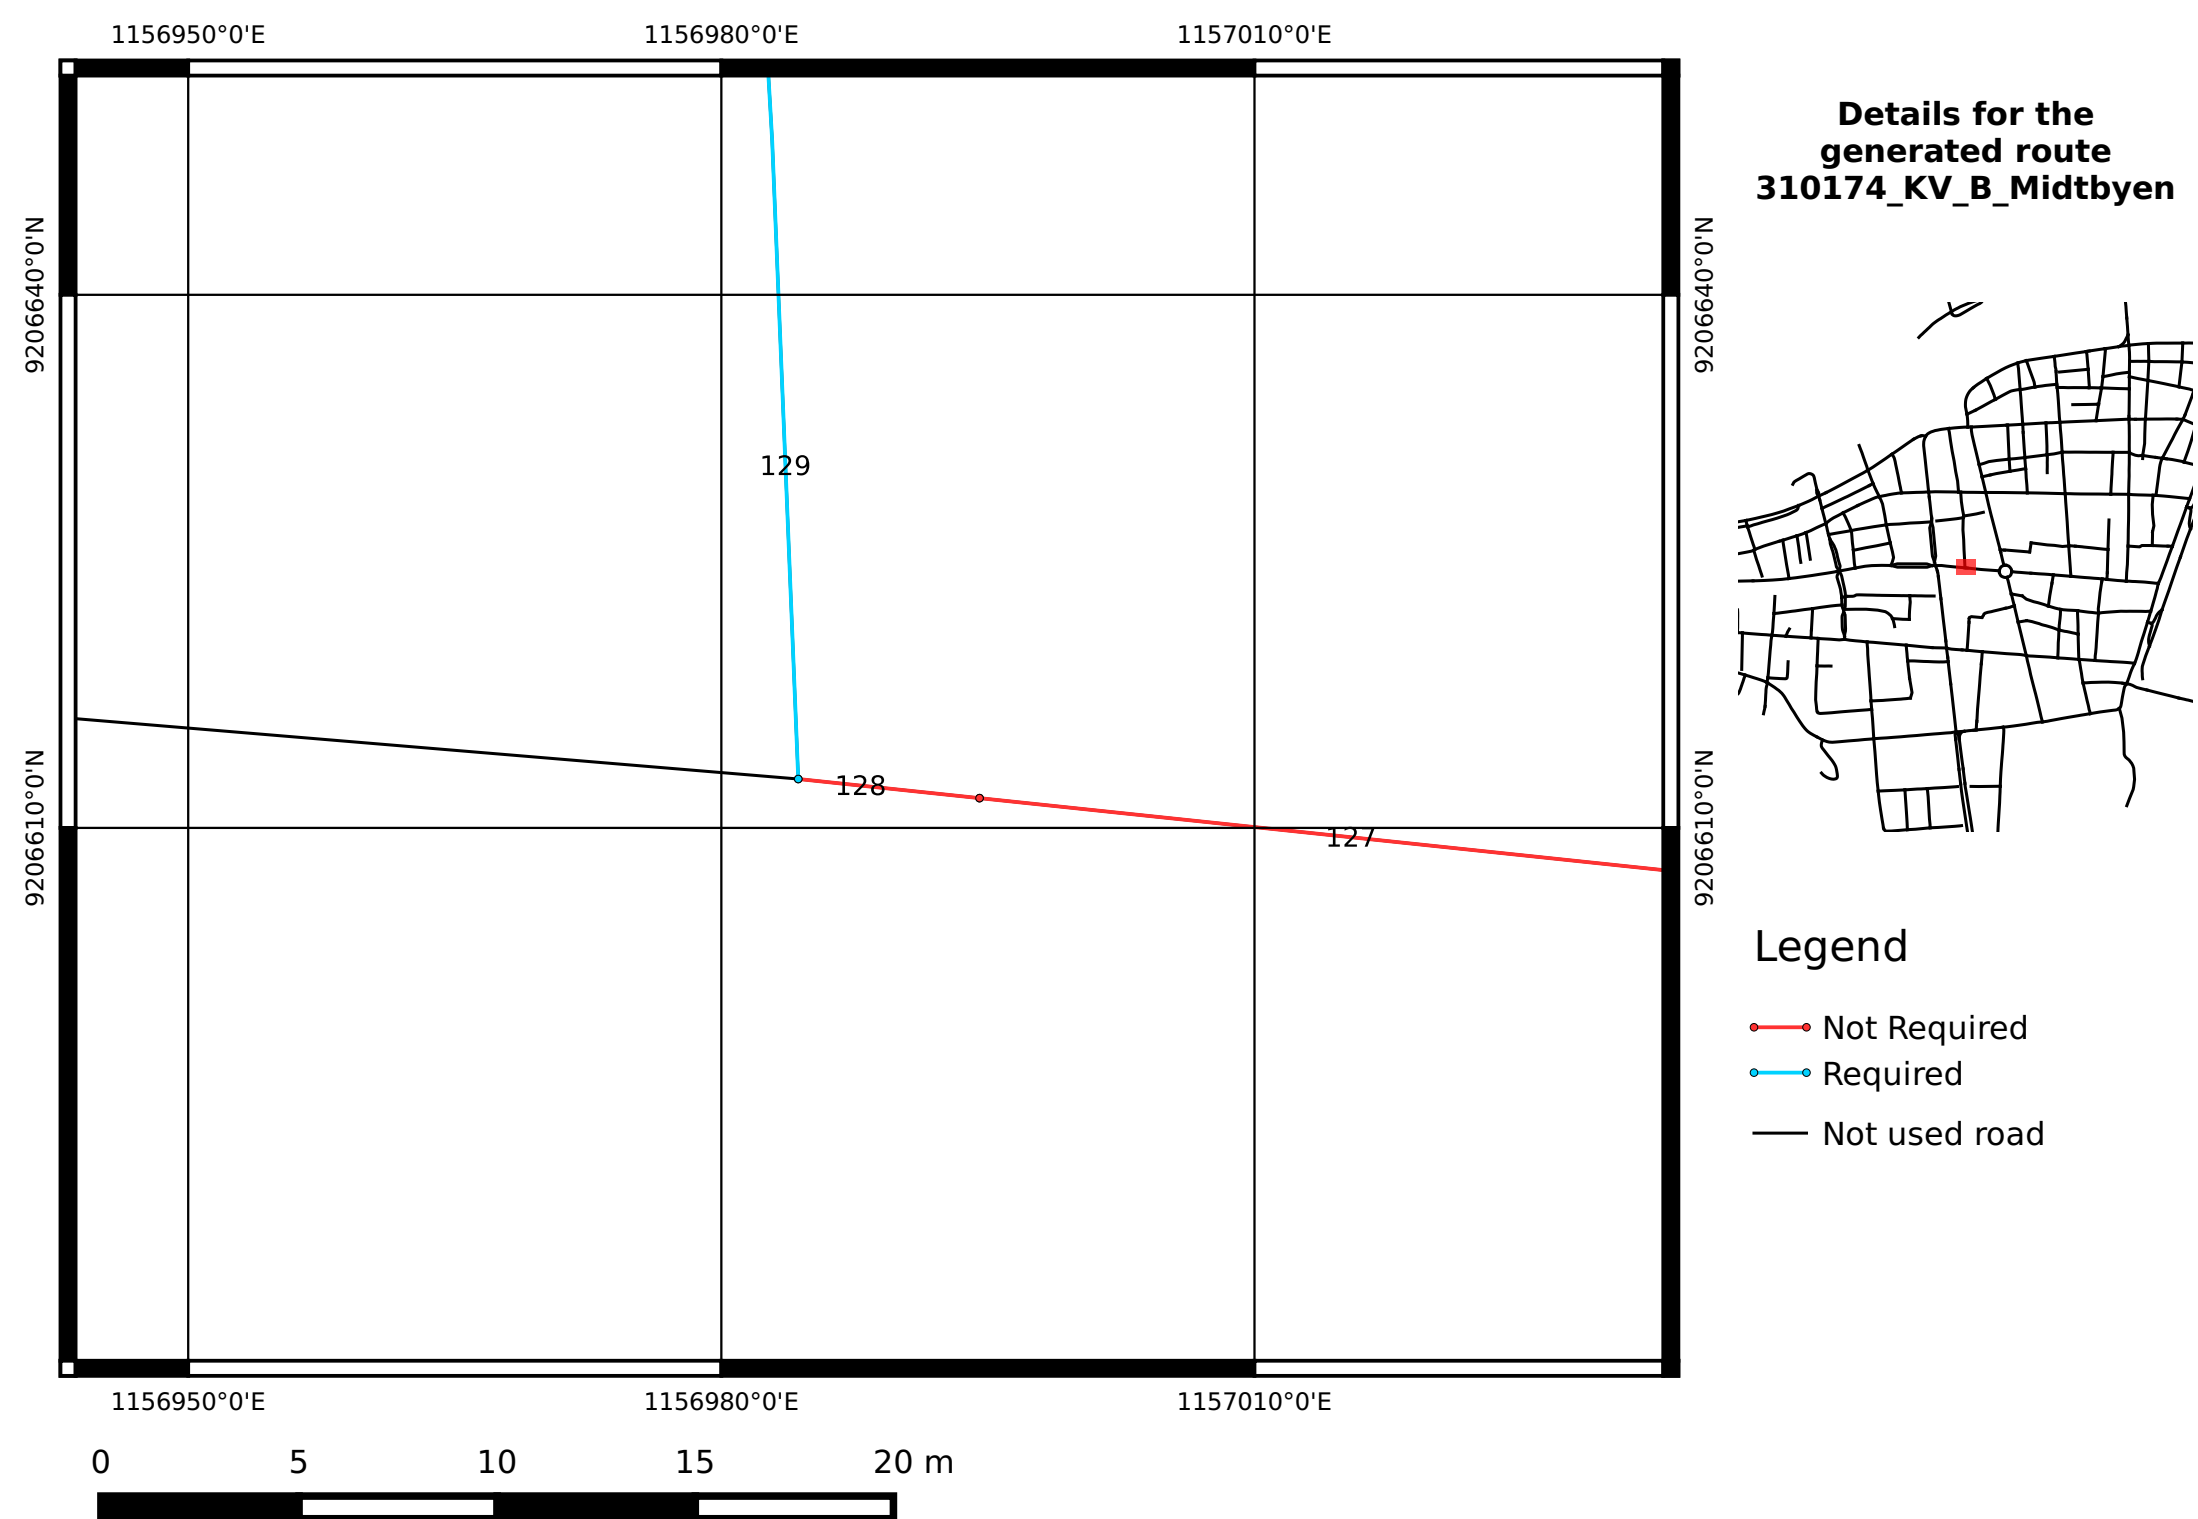 1156950°0'E 1156980°0'E 1157010°0'E
Details for the
generated route
310174_KV_B_Midtbyen
9206640°0'N
9206640°0'N
129
128
127
9206610°0'N
9206610°0'N
Legend
Not Required
Required
Not used road
1156950°0'E 1156980°0'E 1157010°0'E
0 5 10 15 20 m